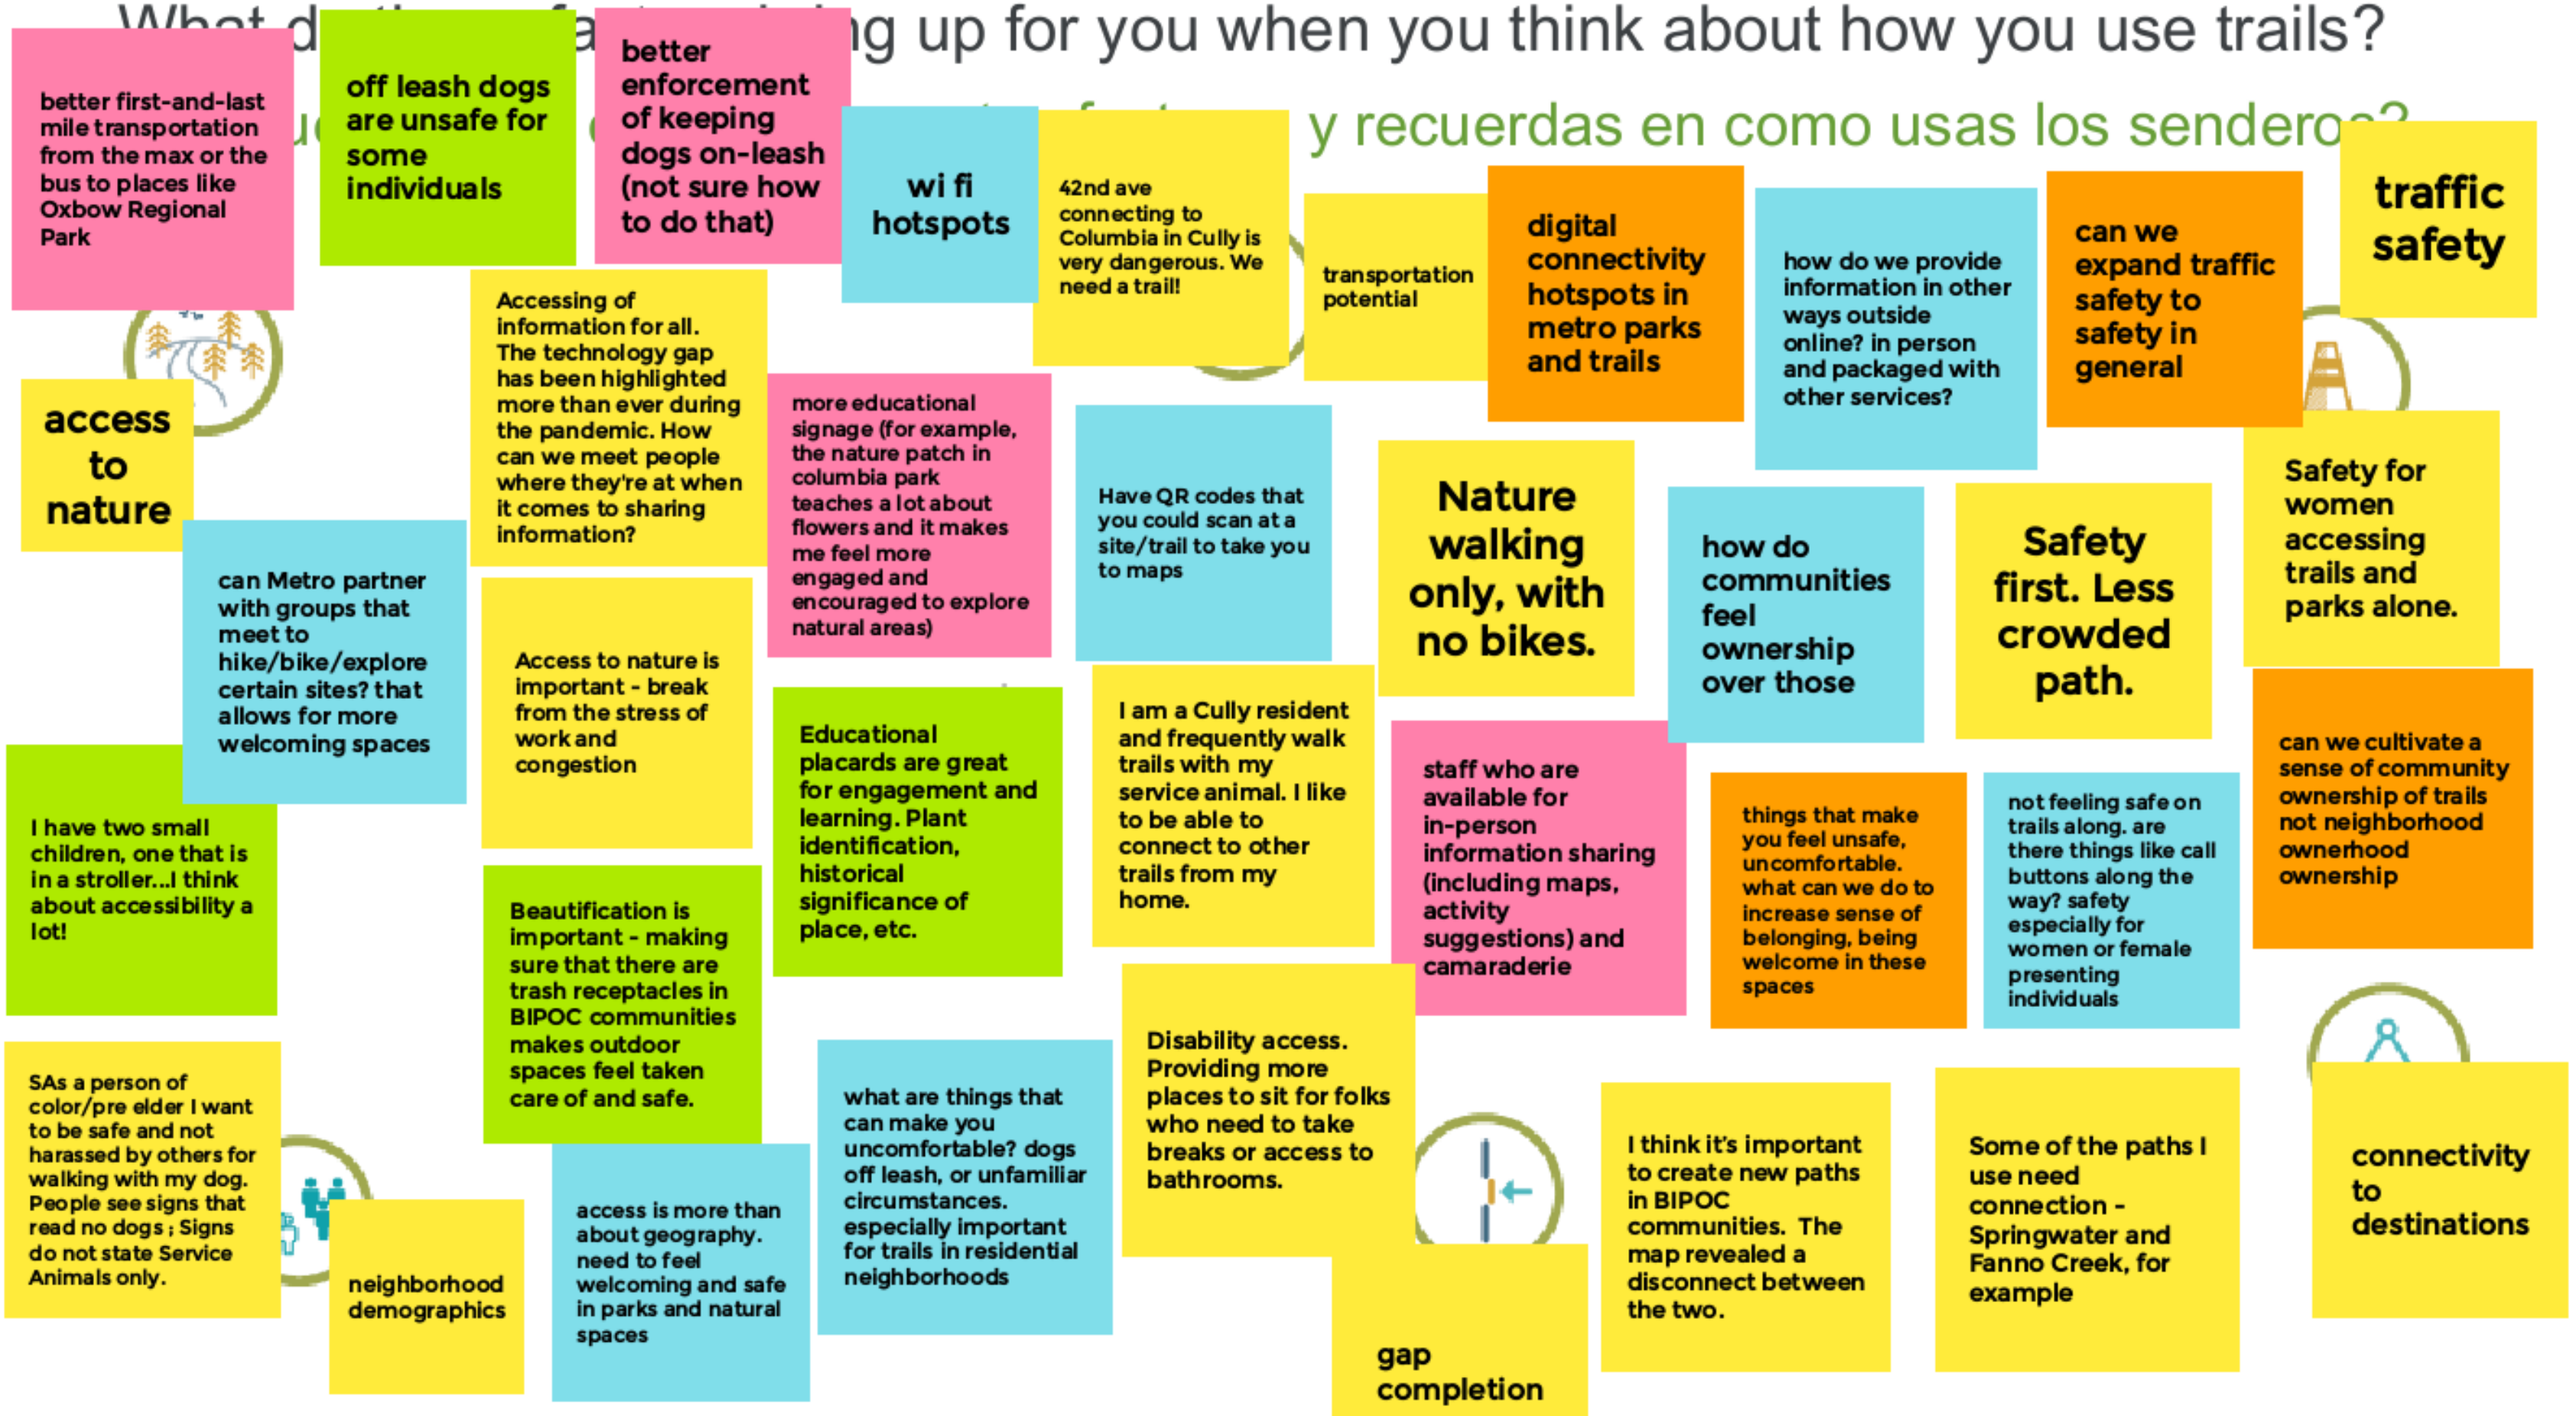 ng up for you when you think about how you use trails?
y recuerdas en como usas los senderos?
better first-and-last
mile transportation
from the max or the
bus to places like
Oxbow Regional
Park
off leash dogs
are unsafe for
some
individuals
better
enforcement
of keeping
dogs on-leash
(not sure how
to do that)
wi fi
hotspots
42nd ave
connecting to
Columbia in Cully is
very dangerous. We
need a trail!
transportation
potential
digital
connectivity
hotspots in
metro parks
and trails
how do we provide
information in other
ways outside
online? in person
and packaged with
other services?
can we
expand traffic
safety to
safety in
general
traffic
safety
access
to
nature
Accessing of
information for all.
The technology gap
has been highlighted
more than ever during
the pandemic. How
can we meet people
where they're at when
it comes to sharing
information?
more educational
signage (for example,
the nature patch in
columbia park
teaches a lot about
flowers and it makes
me feel more
engaged and
encouraged to explore
natural areas)
Have QR codes that
you could scan at a
site/trail to take you
to maps
Nature
walking
only, with
no bikes.
how do
communities
feel
ownership
over those
Safety
first. Less
crowded
path.
Safety for
women
accessing
trails and
parks alone.
can Metro partner
with groups that
meet to
hike/bike/explore
certain sites? that
allows for more
welcoming spaces
Access to nature is
important - break
from the stress of
work and
congestion
Educational
placards are great
for engagement and
learning. Plant
identification,
historical
significance of
place, etc.
I am a Cully resident
and frequently walk
trails with my
service animal. I like
to be able to
connect to other
trails from my
home.
staff who are
available for
in-person
information sharing
(including maps,
activity
suggestions) and
camaraderie
things that make
you feel unsafe,
uncomfortable.
what can we do to
increase sense of
belonging, being
welcome in these
spaces
not feeling safe on
trails along. are
there things like call
buttons along the
way? safety
especially for
women or female
presenting
individuals
can we cultivate a
sense of community
ownership of trails
not neighborhood
ownerhood
ownership
I have two small
children, one that is
in a stroller...I think
about accessibility a
lot!
Beautification is
important - making
sure that there are
trash receptacles in
BIPOC communities
makes outdoor
spaces feel taken
care of and safe.
SAs a person of
color/pre elder I want
to be safe and not
harassed by others for
walking with my dog.
People see signs that
read no dogs ; Signs
do not state Service
Animals only.
neighborhood
demographics
access is more than
about geography.
need to feel
welcoming and safe
in parks and natural
spaces
what are things that
can make you
uncomfortable? dogs
off leash, or unfamiliar
circumstances.
especially important
for trails in residential
neighborhoods
Disability access.
Providing more
places to sit for folks
who need to take
breaks or access to
bathrooms.
gap
completion
I think it's important
to create new paths
in BIPOC
communities. The
map revealed a
disconnect between
the two.
Some of the paths I
use need
connection -
Springwater and
Fanno Creek, for
example
connectivity
to
destinations